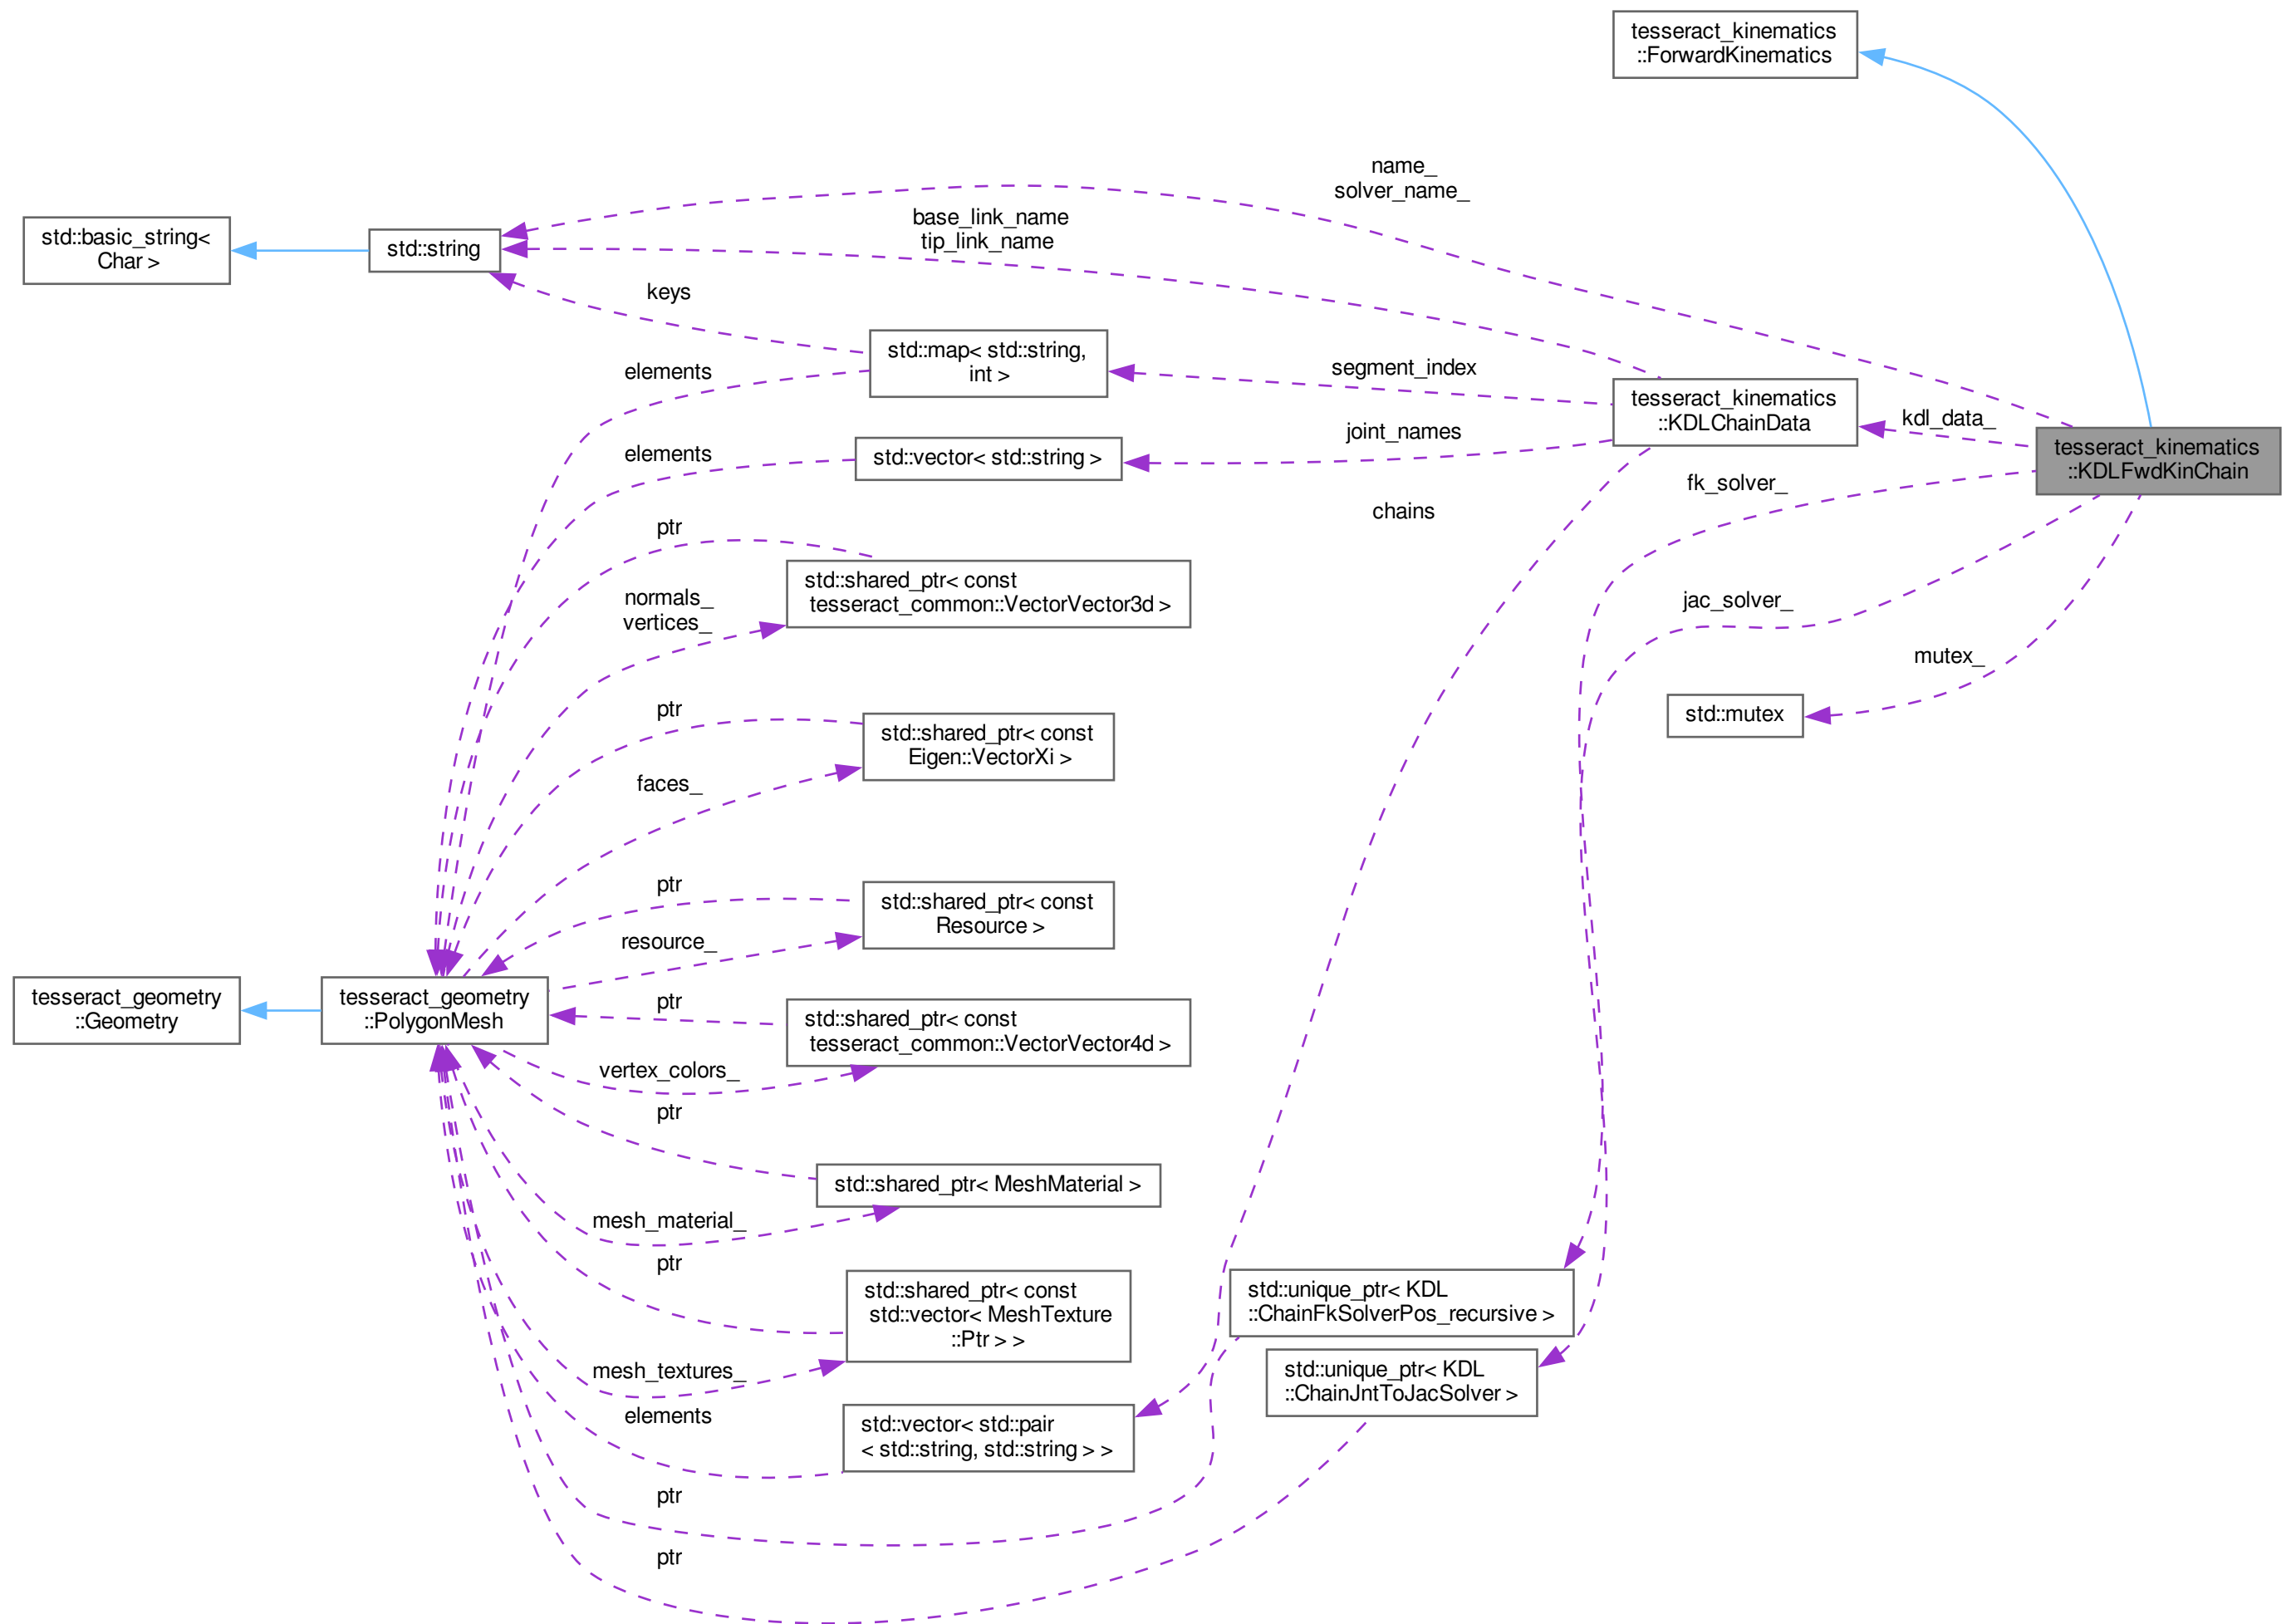 tesseract_kinematics
::ForwardKinematics
name_
solver_name_
base_link_name
tip_link_name
std::basic_string<
Char >
std::string
keys
std::map< std::string,
int >
elements
segment_index
tesseract_kinematics
::KDLChainData
kdl_data_
tesseract_kinematics
::KDLFwdKinChain
joint_names
elements
std::vector< std::string >
fk_solver_
chains
ptr
std::shared_ptr< const
tesseract_common::VectorVector3d >
normals_
vertices_
jac_solver_
mutex_
std::mutex
ptr
std::shared_ptr< const
Eigen::VectorXi >
faces_
ptr
std::shared_ptr< const
Resource >
resource_
tesseract_geometry
::Geometry
tesseract_geometry
::PolygonMesh
ptr
std::shared_ptr< const
tesseract_common::VectorVector4d >
vertex_colors_
ptr
std::shared_ptr< MeshMaterial >
mesh_material_
ptr
std::shared_ptr< const
std::vector< MeshTexture
::Ptr > >
std::unique_ptr< KDL
::ChainFkSolverPos_recursive >
mesh_textures_
std::unique_ptr< KDL
::ChainJntToJacSolver >
elements
std::vector< std::pair
< std::string, std::string > >
ptr
ptr